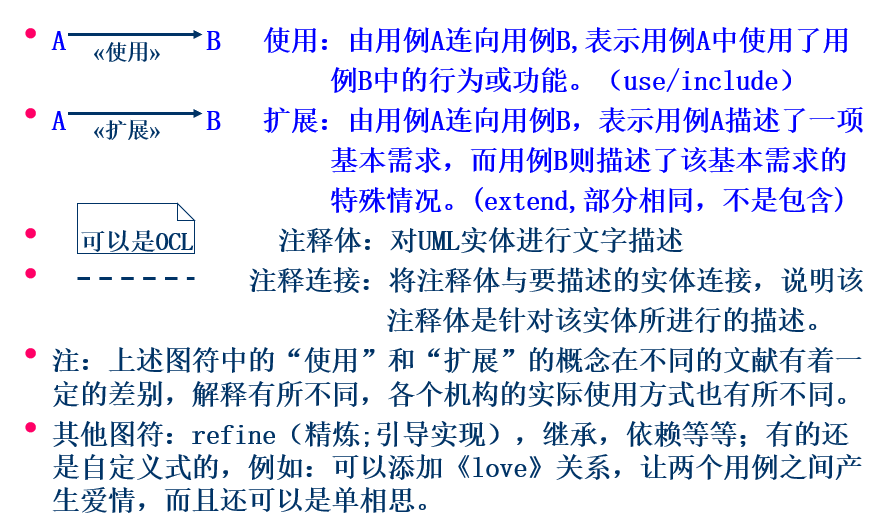 A «使用» B 使用：由用例A连向用例B,表示用例A中使用了用
例B中的行为或功能。（use/include）
A «扩展» B 扩展：由用例A连向用例B，表示用例A描述了一项
基本需求，而用例B则描述了该基本需求的
特殊情况。(extend,部分相同，不是包含)
可以是OCL 注释体：对UML实体进行文字描述
注释连接：将注释体与要描述的实体连接，说明该
注释体是针对该实体所进行的描述。
注：上述图符中的“使用”和“扩展”的概念在不同的文献有着一
定的差别，解释有所不同，各个机构的实际使用方式也有所不同。
其他图符：refine（精炼;引导实现），继承，依赖等等；有的还
是自定义式的，例如：可以添加《love》关系，让两个用例之间产
生爱情，而且还可以是单相思。